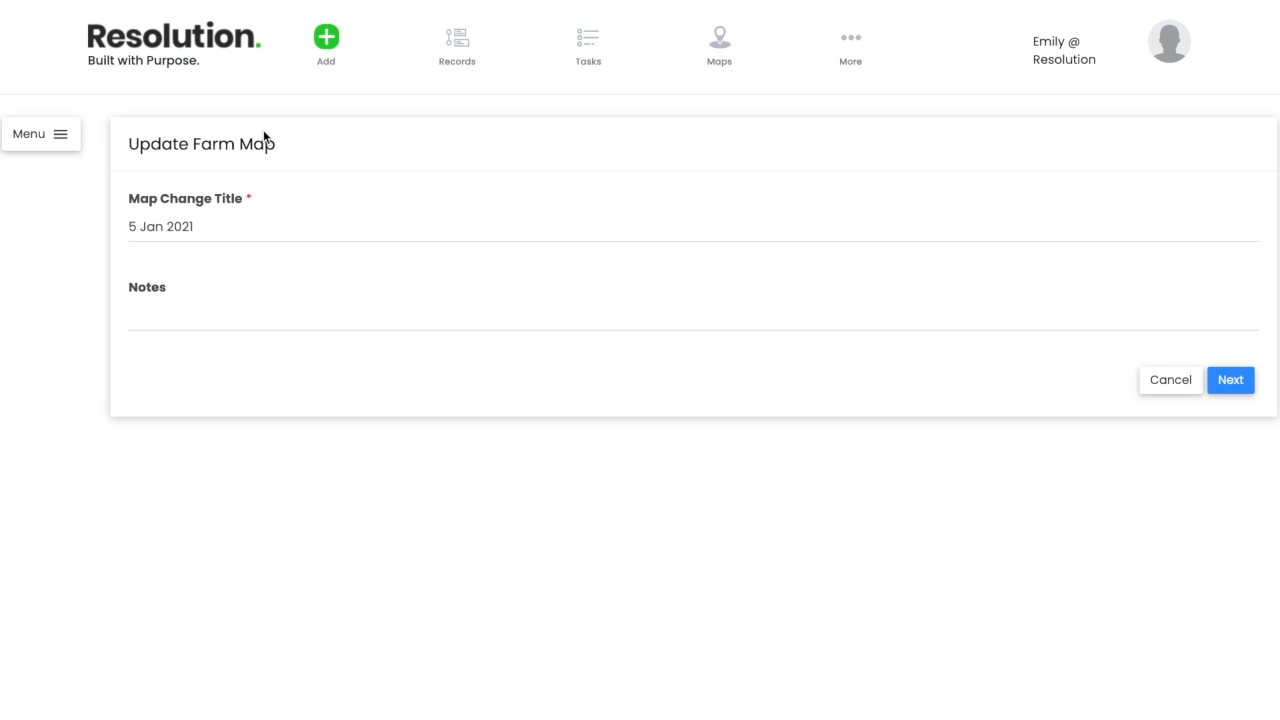 Resolution.
Built with Purpose.
Add
Records
Tasks
Maps
More
Emily @
Resolution
Menu
Update Farm Map
Map Change Title *
5 Jan 2021
Notes
Cancel
Next